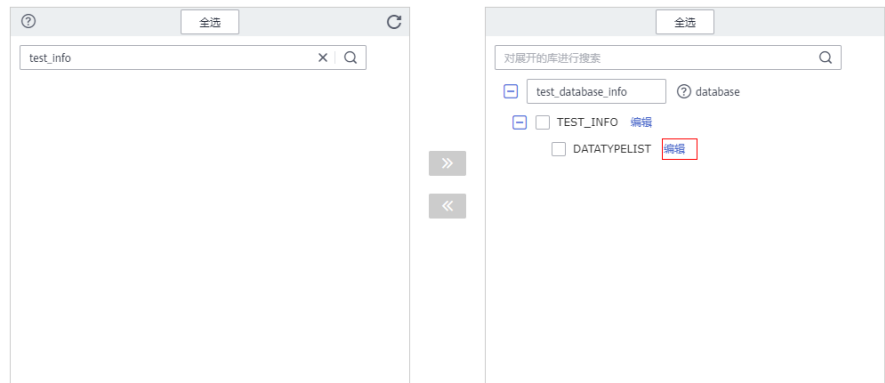 全选
test_info
全选
对展开的库进行搜索
test_database_info database
TEST_INFO 编辑
DATATYPELIST 编辑